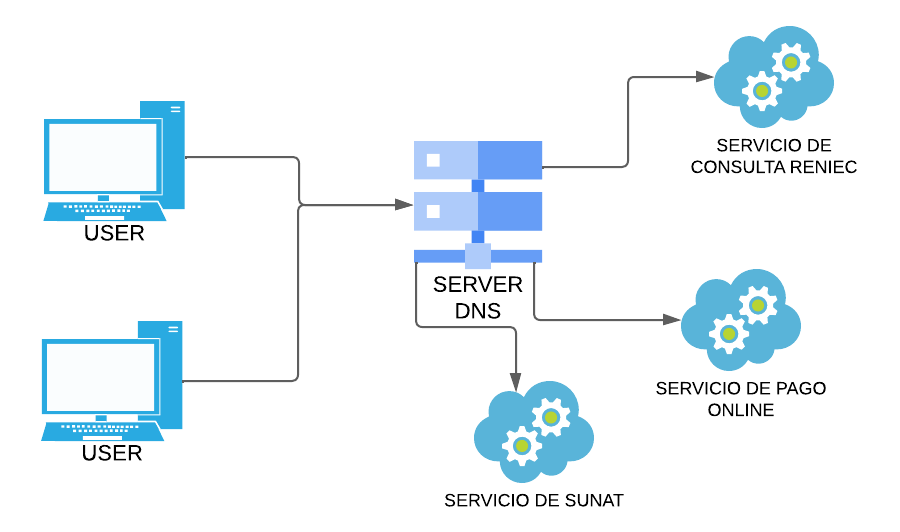 USER
USER
SERVER
DNS
SERVICIO DE
CONSULTA RENIEC
SERVICIO DE PAGO
ONLINE
SERVICIO DE SUNAT